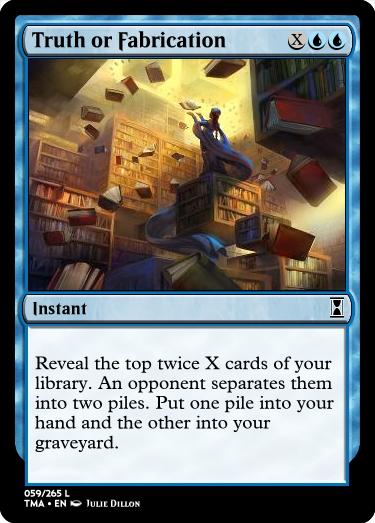 Truth or Fabrication X
Instant
Reveal the top twice X cards of your
library. An opponent separates them
into two piles. Put one pile into your
hand and the other into your
graveyard.
059/265 L
TMA • EN JULIE DILLON